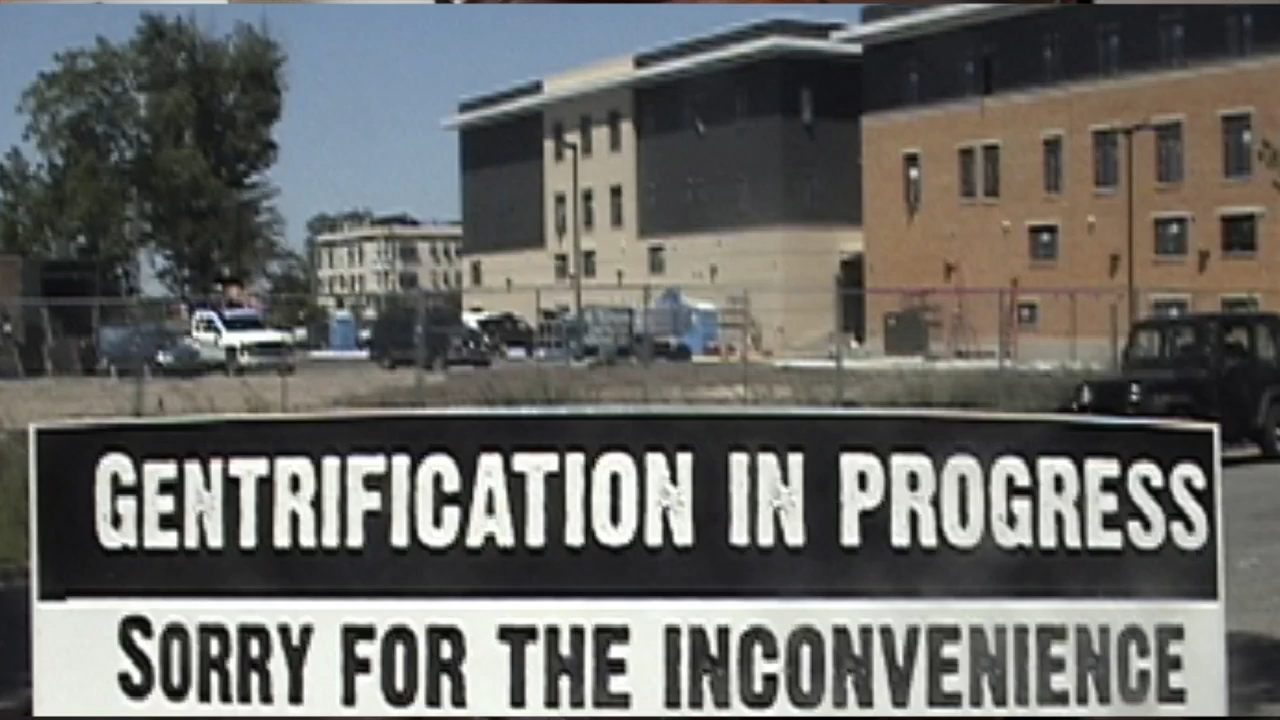 GENTRIFICATION IN PROGRESS
SORRY FOR THE INCONVENIENCE